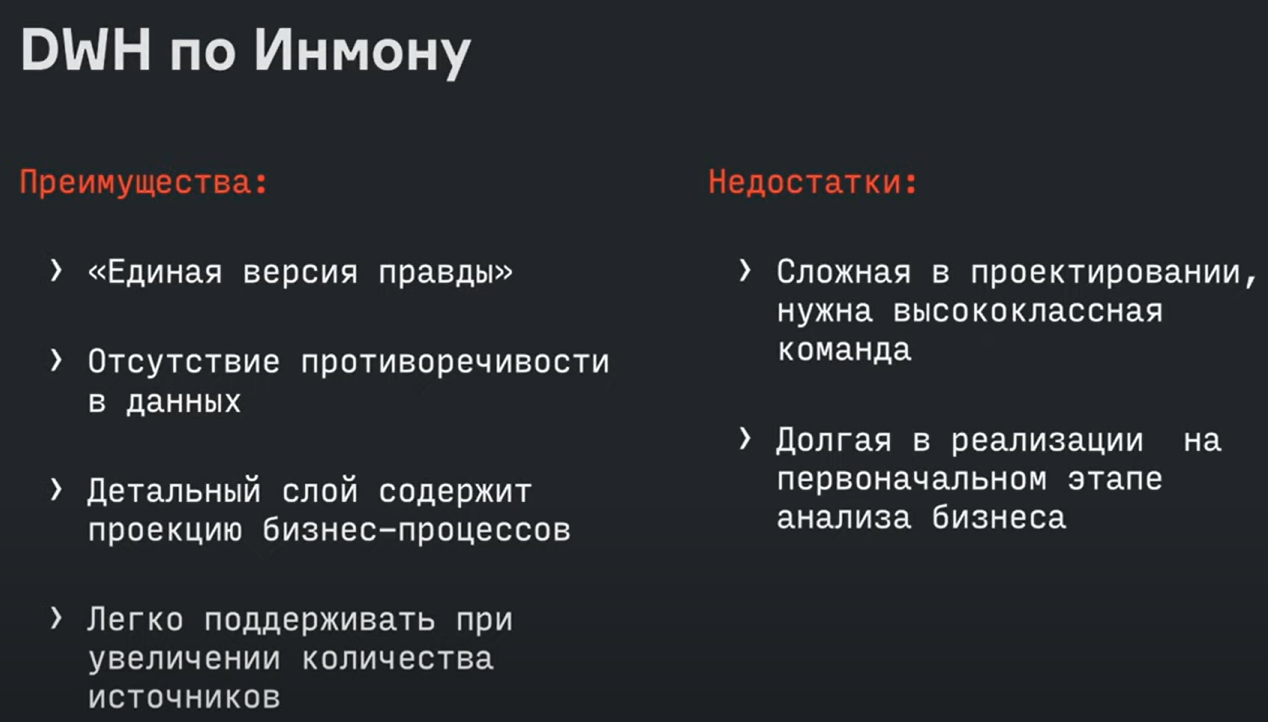 DWH по Инмону
Преимущества:
› «Единая версия правды»
› Отсутствие противоречивости
в данных
› Детальный слой содержит
проекцию бизнес–процессов
› Легко поддерживать при
увеличении количества
источников
Недостатки:
› Сложная в проектировании,
нужна высококлассная
команда
› Долгая в реализации на
первоначальном этапе
анализа бизнеса